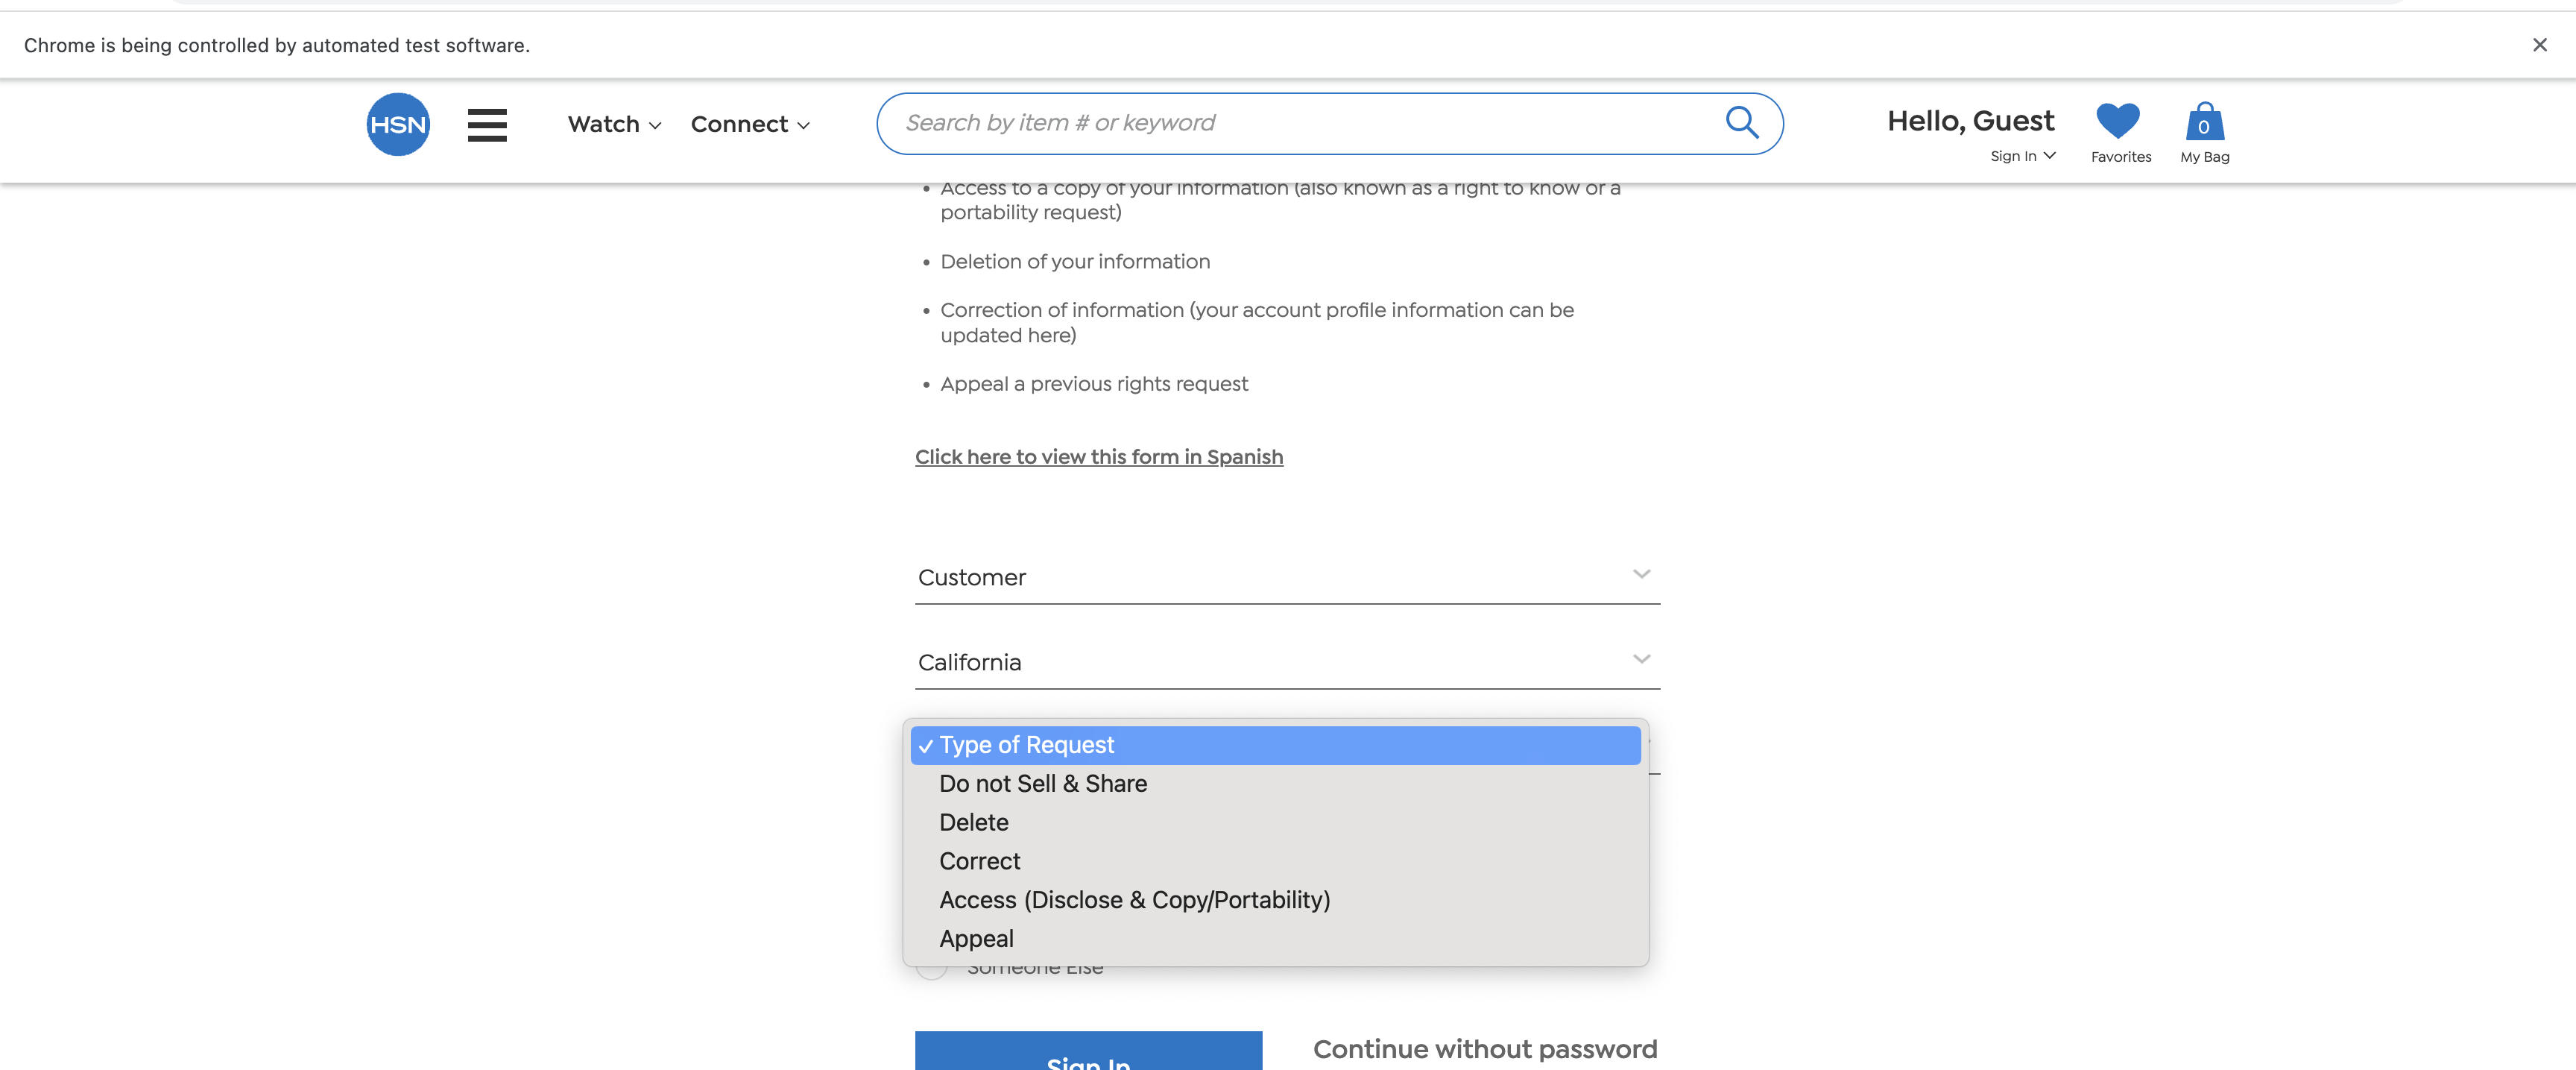 Chrome is being controlled by automated test software.
HSN
Watch
Connect
Search by item # or keyword
Hello, Guest
Sign In
Favorites
0
My Bag
Access to a copy of your information (also known as a right to know or a
portability request)
Deletion of your information
Correction of information (your account profile information can be
updated here)
Appeal a previous rights request
Click here to view this form in Spanish
Customer
California
✓ Type of Request
Do not Sell & Share
Delete
Correct
Access (Disclose & Copy/Portability)
Appeal
Someone Else
Sign In
Continue without password